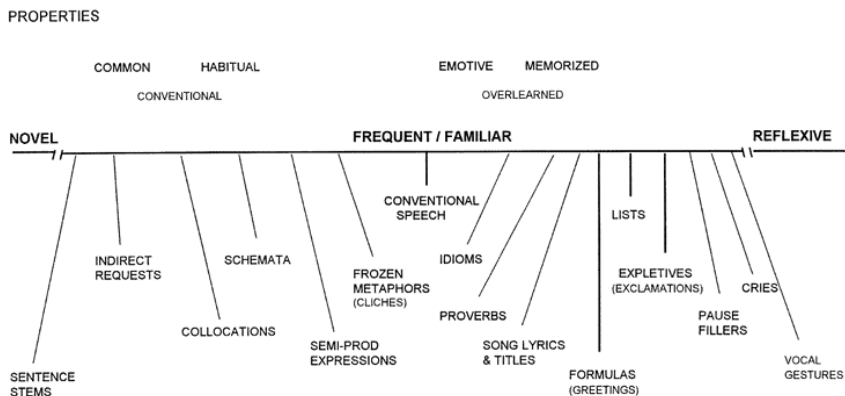 PROPERTIES
COMMON HABITUAL EMOTIVE MEMORIZED
CONVENTIONAL OVERLEARNED
NOVEL FREQUENT / FAMILIAR REFLEXIVE
CONVENTIONAL
SPEECH
LISTS
INDIRECT
REQUESTS
SCHEMATA
FROZEN
METAPHORS
(CLICHES)
IDIOMS
EXPLETIVES
(EXCLAMATIONS)
CRIES
COLLOCATIONS
SEMI-PROD
EXPRESSIONS
PROVERBS
SONG LYRICS
& TITLES
PAUSE
FILLERS
SENTENCE
STEMS
FORMULAS
(GREETINGS)
VOCAL
GESTURES